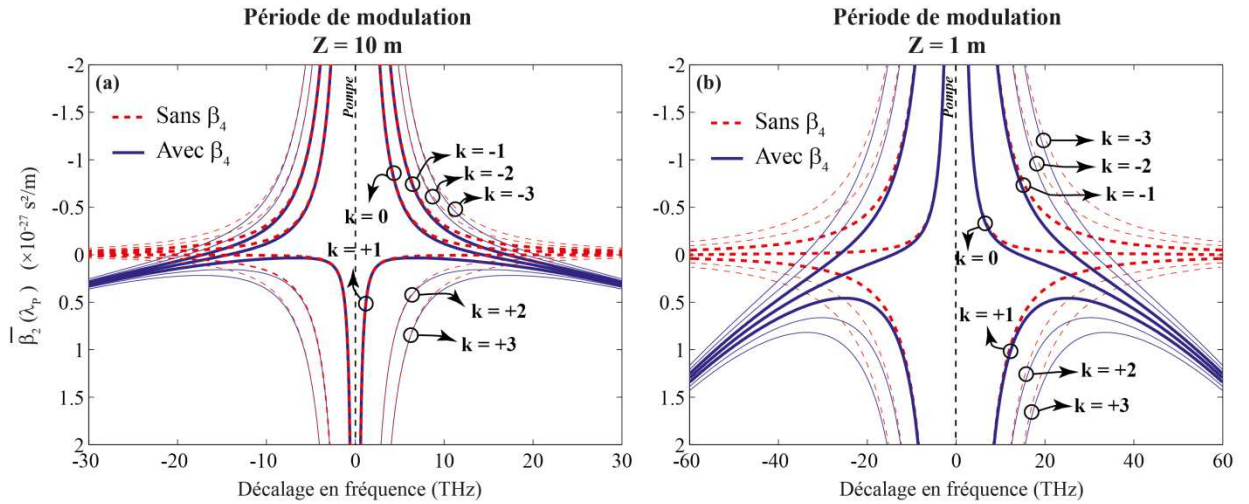 Période de modulation
Z = 10 m
(a)
Pompe
Sans β₄
Avec β₄
k = -1
k = -2
k = -3
k = 0
k = +1
k = +2
k = +3
-2
-1.5
-1
-0.5
0
0.5
1
1.5
2
β₂ (λₚ) (×10⁻²⁷ s²/m)
-30 -20 -10 0 10 20 30
Décalage en fréquence (THz)
Période de modulation
Z = 1 m
(b)
Pompe
Sans β₄
Avec β₄
k = -3
k = -2
k = -1
k = 0
k = +1
k = +2
k = +3
-2
-1.5
-1
-0.5
0
0.5
1
1.5
2
-60 -40 -20 0 20 40 60
Décalage en fréquence (THz)